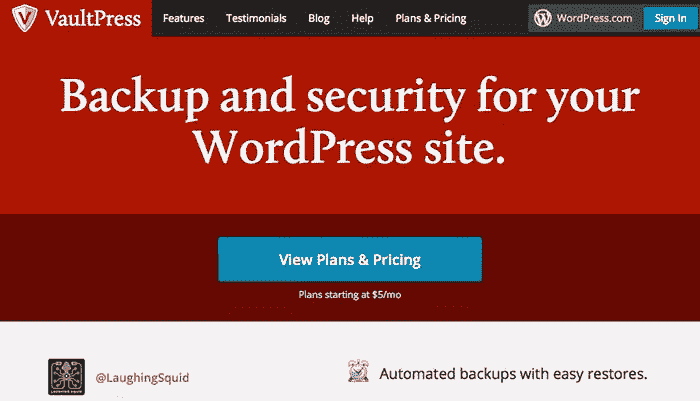 VaultPress Features Testimonials Blog Help Plans & Pricing WordPress.com Sign In
Backup and security for your
WordPress site.
View Plans & Pricing
Plans starting at $5/mo
@LaughingSquid Automated backups with easy restores.